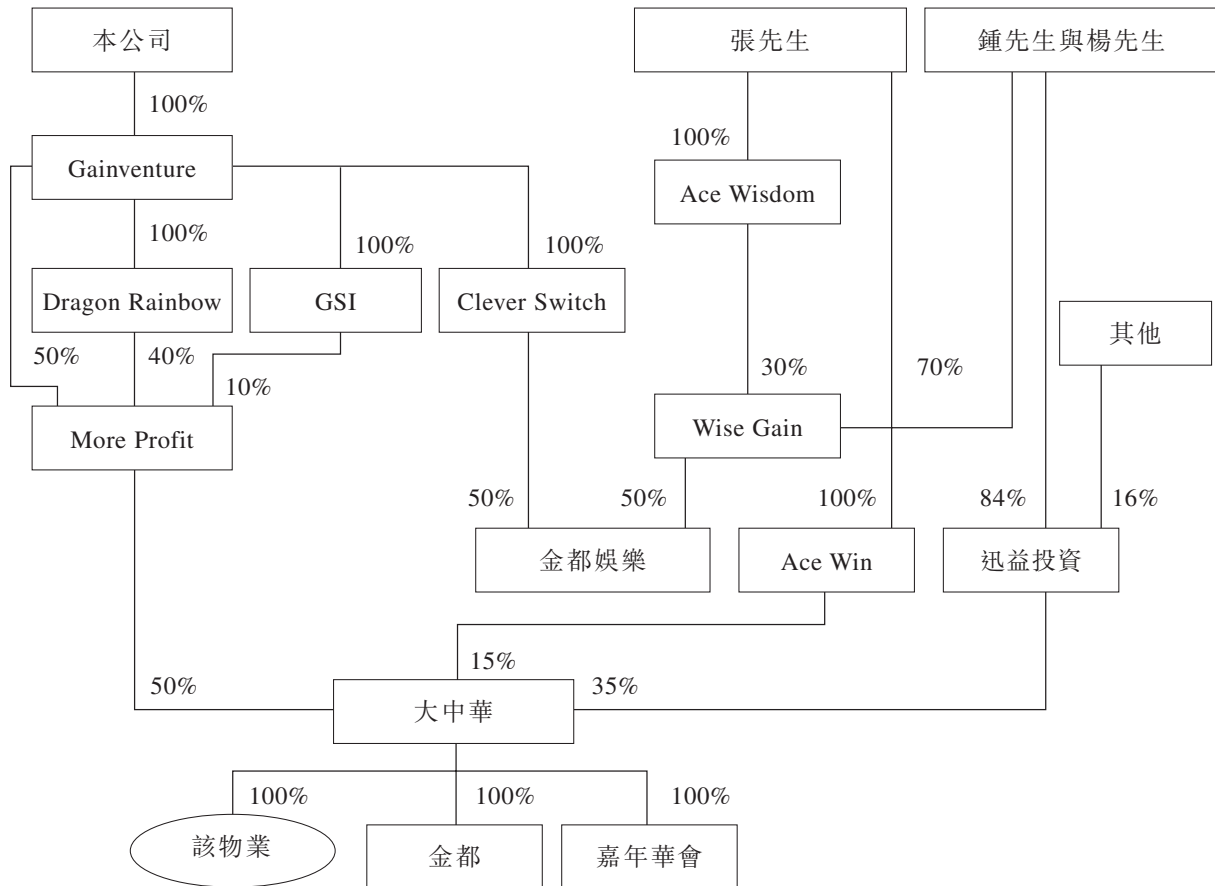 本公司
張先生
鍾先生與楊先生
100%
100%
Gainventure
Ace Wisdom
100%
100%
100%
Dragon Rainbow
GSI
Clever Switch
其他
50%
40%
10%
30%
70%
More Profit
Wise Gain
50%
50%
100%
84%
16%
金都娛樂
Ace Win
迅益投資
50%
15%
35%
大中華
100%
100%
100%
該物業
金都
嘉年華會